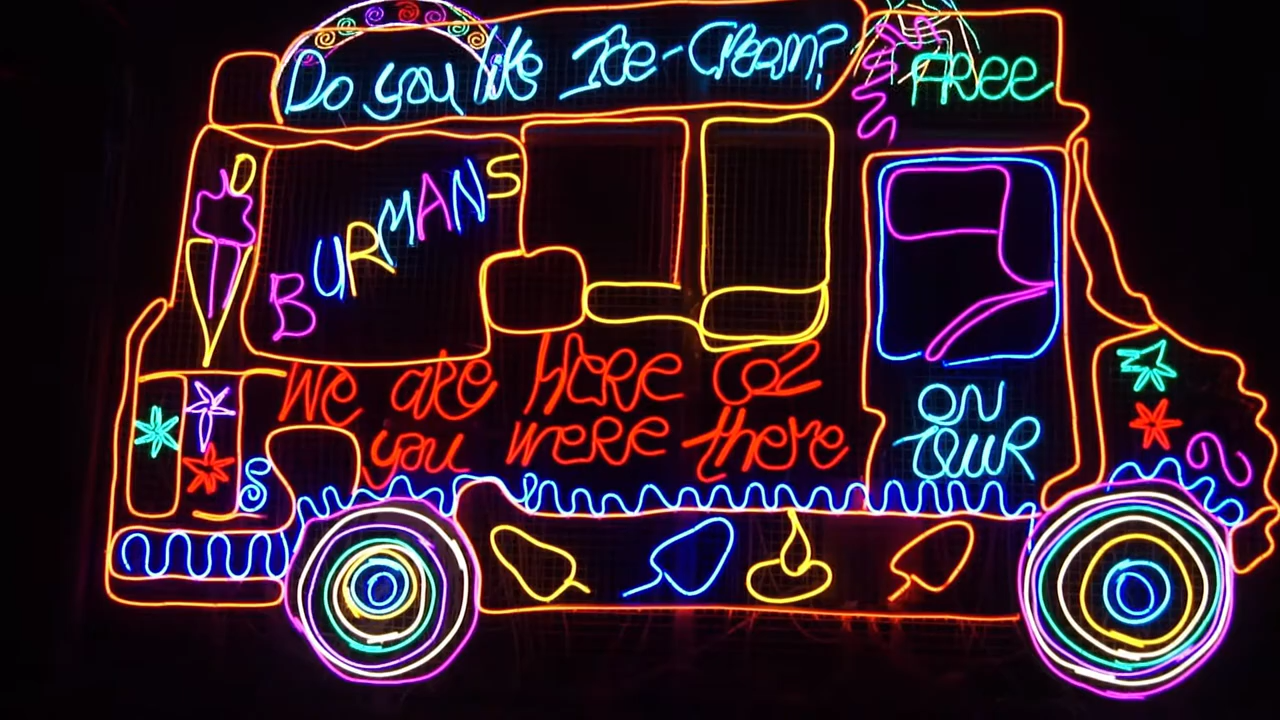 Do you like Ice-Cream?
FREE
BURMANS
We are HeRe Coz
you weRe there
ON
TOUR